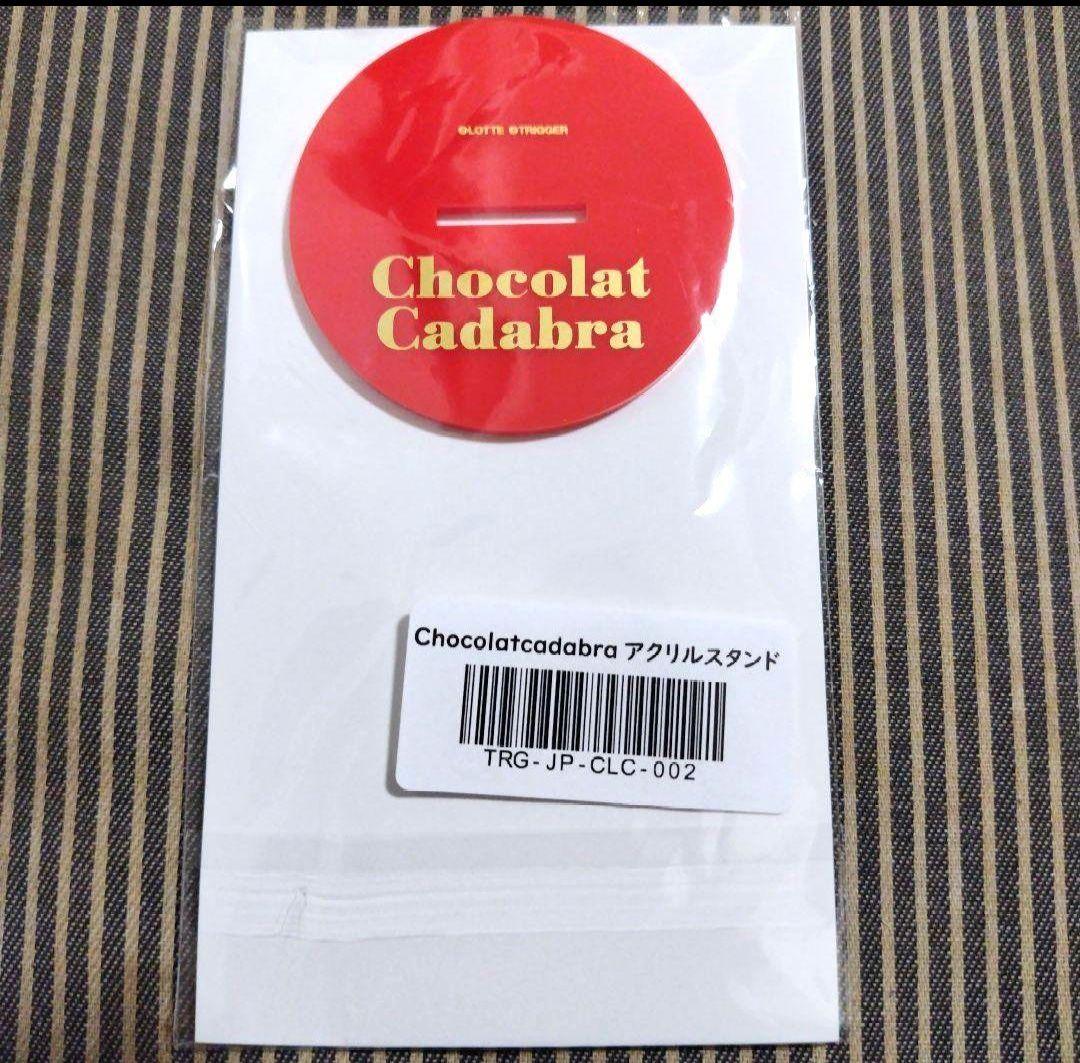 ©LOTTE ©TRIGGER
Chocolat
Cadabra
Chocolatcadabra アクリルスタンド
TRG-JP-CLC-002